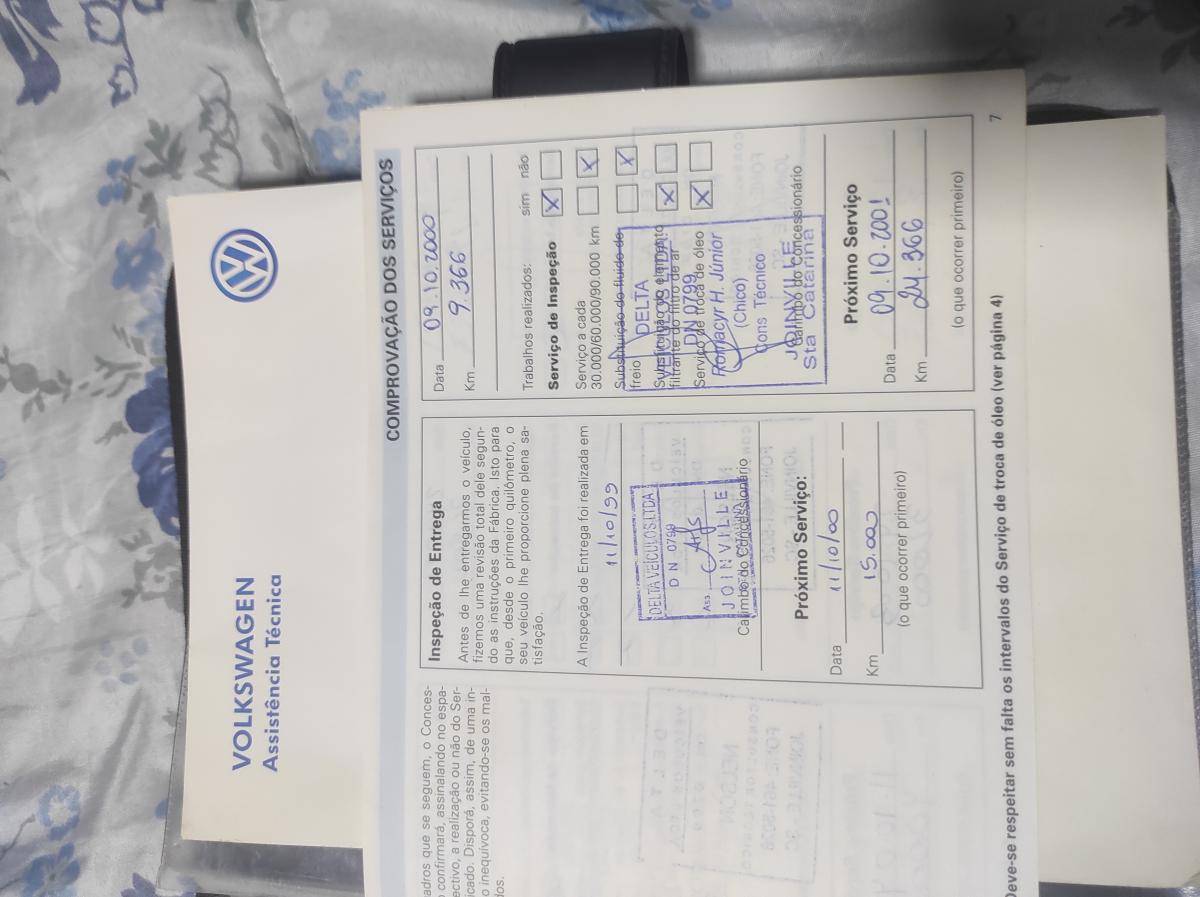 VOLKSWAGEN
Assistência Técnica
COMPROVAÇÃO DOS SERVIÇOS
adros que se seguem, o Conces-
confirmará, assinalando no espa-
ectivo, a realização ou não do Ser-
icado. Disporá, assim, de uma in-
o inequívoca, evitando-se os mal-
dos.
Inspeção de Entrega
Antes de lhe entregarmos o veículo,
fizemos uma revisão total dele segun-
do as instruções da Fábrica. Isto para
que, desde o primeiro quilômetro, o
seu veículo lhe proporcione plena sa-
tisfação.
A Inspeção de Entrega foi realizada em
11/10/99
DELTA VEÍCULOS LTDA
D N 0799
Ass.
JOINVILLE
Carimbo do Concessionário
Próximo Serviço:
Data 11/10/00
Km 15.000
(o que ocorrer primeiro)
Data 09.10.2000
Km 9.366
Trabalhos realizados: sim não
Serviço de Inspeção X
Serviço a cada
30.000/60.000/90.000 km X
Substituição do fluido de
freio X
Substituição do elemento
filtrante do filtro de ar X
Serviço de troca de óleo X
DELTA
VEÍCULOS LTDA.
DN 0799
Romacyr H. Júnior
(Chico)
Cons Técnico
JOINVILLE
Sta Catarina
Carimbo do Concessionário
Próximo Serviço
Data 09.10.2001
Km 24.366
(o que ocorrer primeiro)
Deve-se respeitar sem falta os intervalos do Serviço de troca de óleo (ver página 4)
7